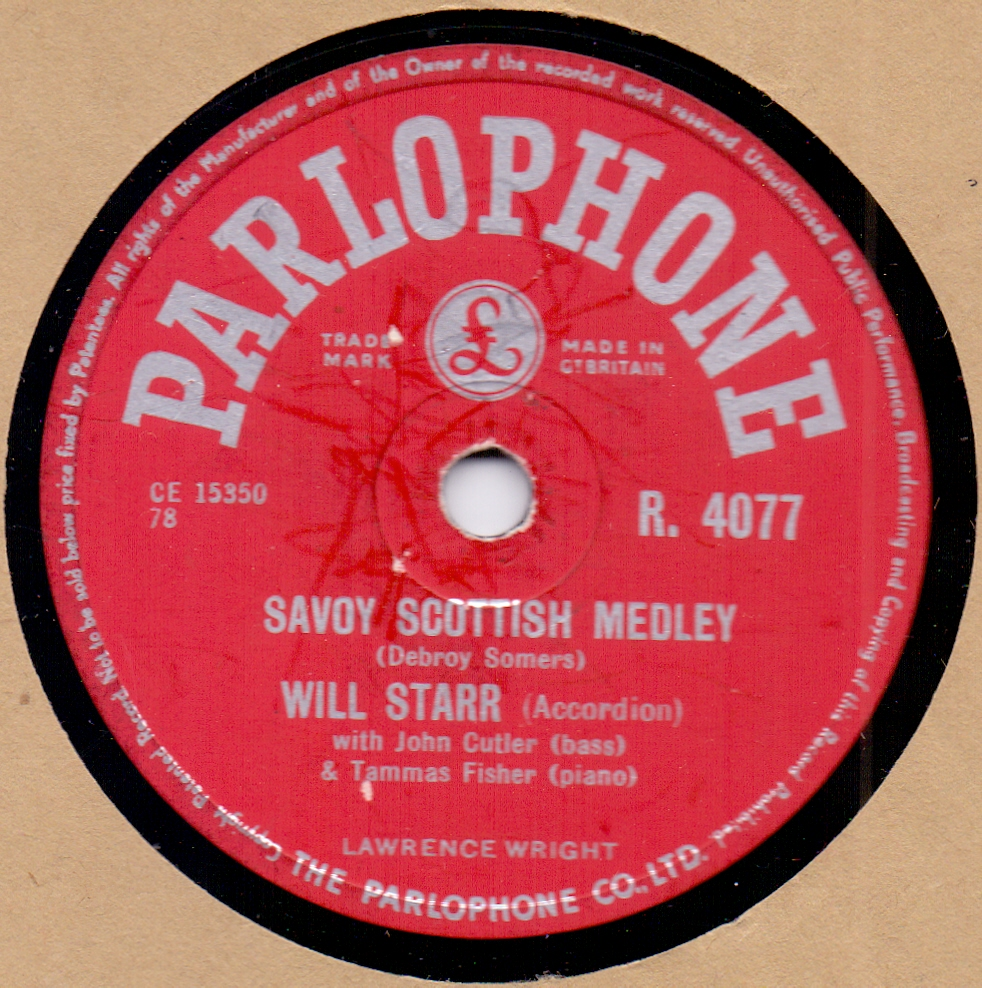 All rights of the Manufacturer and of the Owner of the recorded work reserved. Unauthorised Public Performance, Broadcasting and Copying of this Record Prohibited.
PARLOPHONE
£
TRADE
MARK
MADE IN
GT BRITAIN
CE 15350
78
R. 4077
SAVOY SCOTTISH MEDLEY
(Debroy Somers)
WILL STARR (Accordion)
with John Cutler (bass)
& Tammas Fisher (piano)
LAWRENCE WRIGHT
THE PARLOPHONE CO., LTD.
Copyright. Patented Record. Not to be sold below price fixed by Patentees.